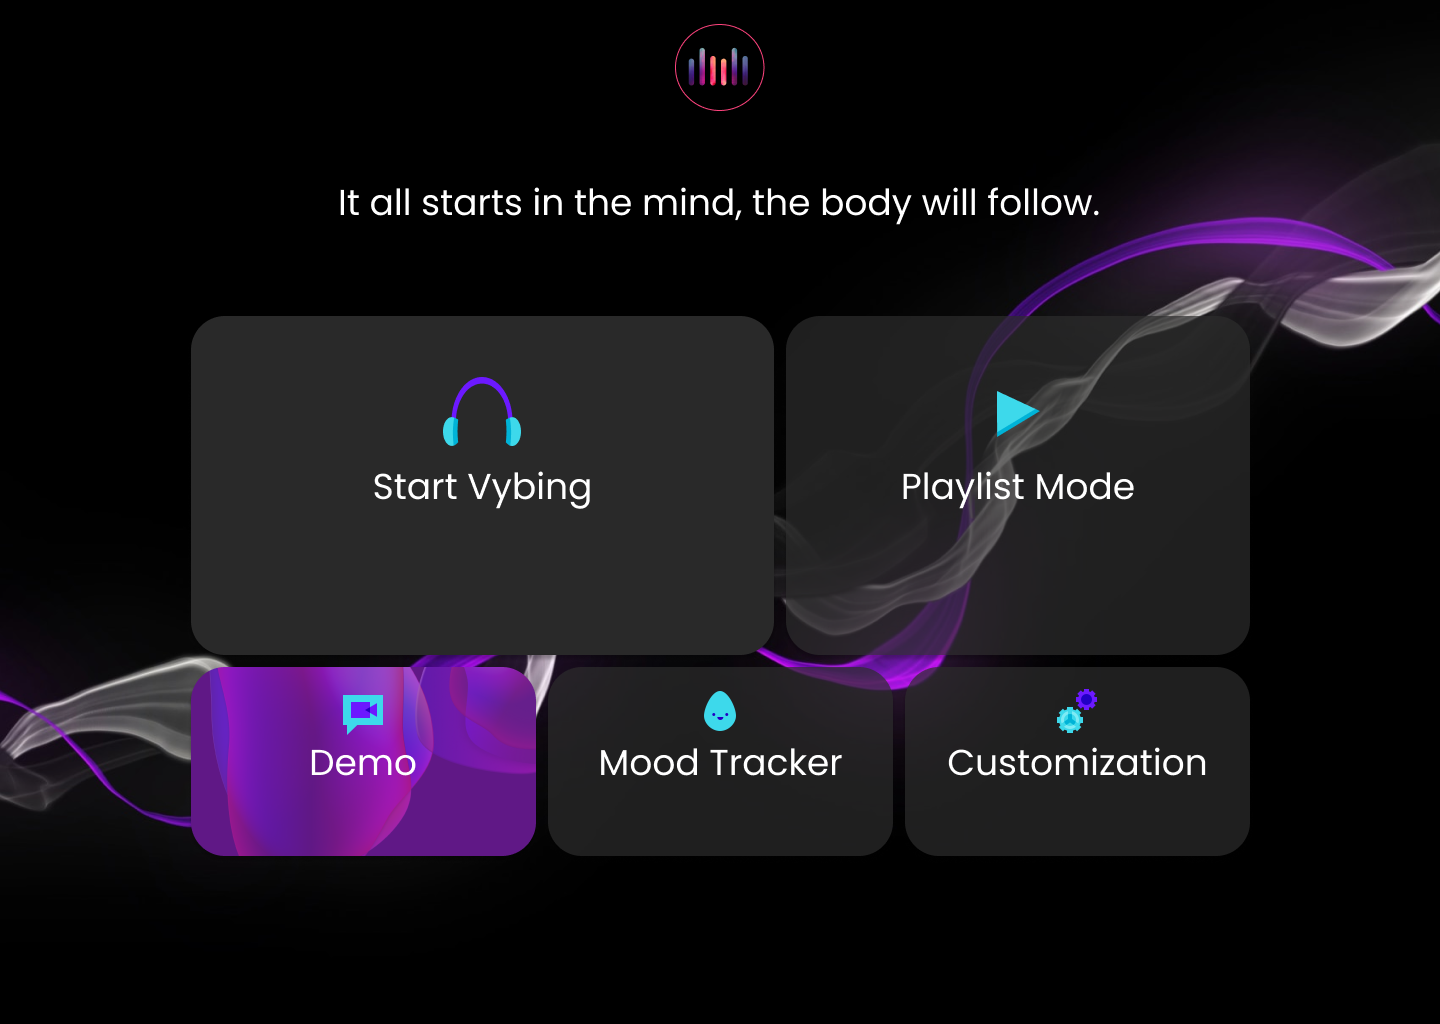 It all starts in the mind, the body will follow.
Start Vybing
Playlist Mode
Demo
Mood Tracker
Customization